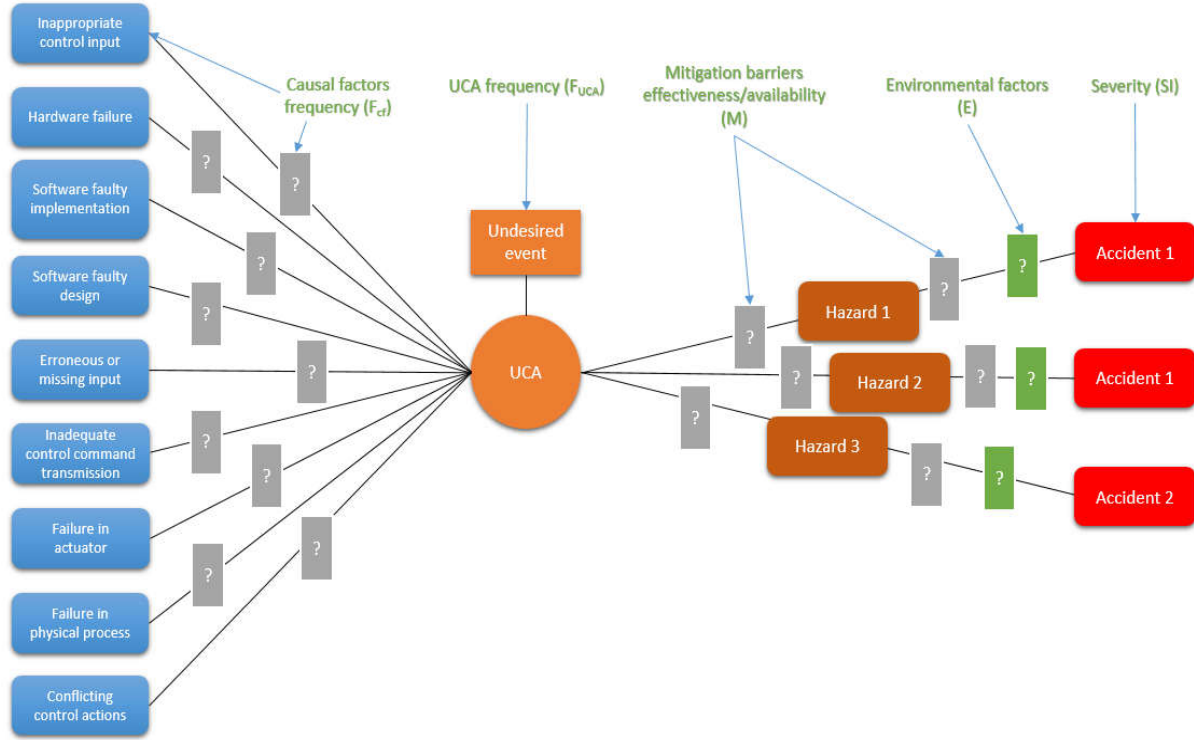 Inappropriate
control input
Hardware failure
Software faulty
implementation
Software faulty
design
Erroneous or
missing input
Inadequate
control command
transmission
Failure in
actuator
Failure in
physical process
Conflicting
control actions
Causal factors
frequency (Fcf)
?
?
?
?
?
?
?
?
?
UCA frequency (FUCA)
Undesired
event
UCA
Mitigation barriers
effectiveness/availability
(M)
Environmental factors
(E)
Severity (SI)
?
Hazard 1
?
?
Accident 1
?
Hazard 2
?
?
Accident 1
?
Hazard 3
?
?
Accident 2